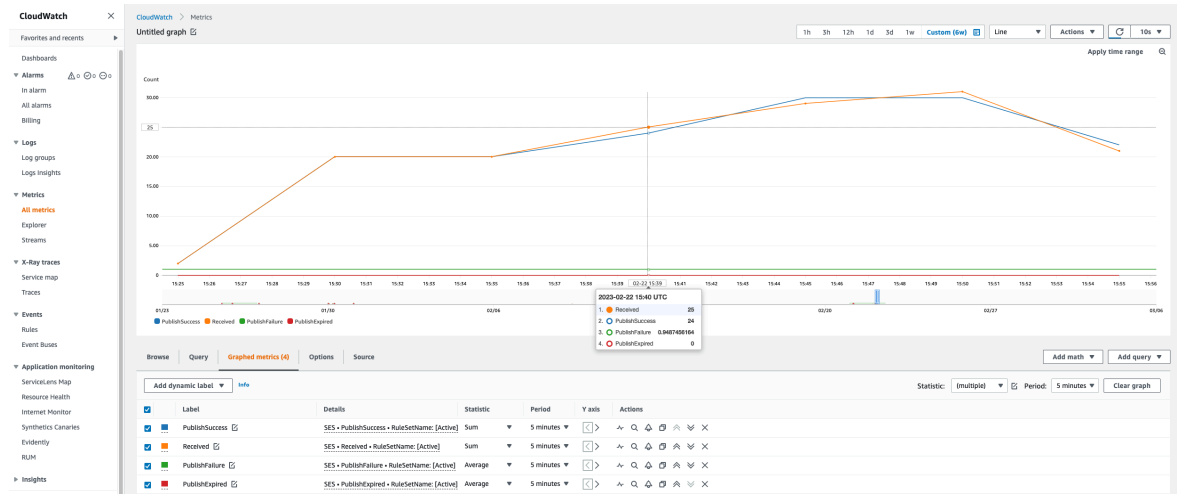 CloudWatch
CloudWatch > Metrics
Favorites and recents
Untitled graph
1h 3h 12h 1d 3d 1w Custom (6w) Line Actions 10s
Dashboards
Alarms 0 0 0
In alarm
All alarms
Billing
Logs
Log groups
Logs Insights
Metrics
All metrics
Explorer
Streams
X-Ray traces
Service map
Traces
Events
Rules
Event Buses
Application monitoring
ServiceLens Map
Resource Health
Internet Monitor
Synthetics Canaries
Evidently
RUM
Insights
Apply time range
Count
30.00
25
20.00
15.00
10.00
5.00
0
15:25 15:26 15:27 15:28 15:29 15:30 15:31 15:32 15:33 15:34 15:35 15:36 15:37 15:38 15:39 02-22 15:39 15:41 15:42 15:43 15:44 15:45 15:46 15:47 15:48 15:49 15:50 15:51 15:52 15:53 15:54 15:55 15:56
2023-02-22 15:40 UTC
1. Received 25
2. PublishSuccess 24
3. PublishFailure 0.9487456164
4. PublishExpired 0
01/23 01/30 02/06 02/20 02/27 03/06
PublishSuccess Received PublishFailure PublishExpired
Browse Query Graphed metrics (4) Options Source
Add math Add query
Add dynamic label Info
Statistic: (multiple) Period: 5 minutes Clear graph
Label Details Statistic Period Y axis Actions
PublishSuccess SES • PublishSuccess • RuleSetName: [Active] Sum 5 minutes
Received SES • Received • RuleSetName: [Active] Sum 5 minutes
PublishFailure SES • PublishFailure • RuleSetName: [Active] Average 5 minutes
PublishExpired SES • PublishExpired • RuleSetName: [Active] Average 5 minutes